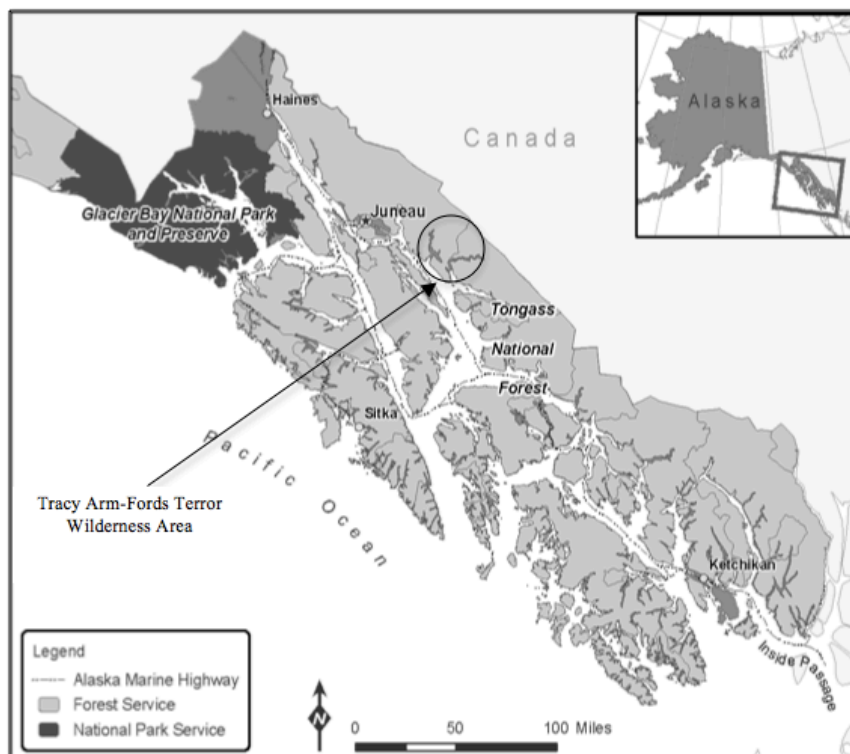 Alaska
Haines
Canada
Juneau
Glacier Bay National Park
and Preserve
Tongass
National
Forest
Sitka
Pacific Ocean
Tracy Arm-Fords Terror
Wilderness Area
Ketchikan
Inside Passage
Legend
Alaska Marine Highway
Forest Service
National Park Service
N
0 50 100 Miles